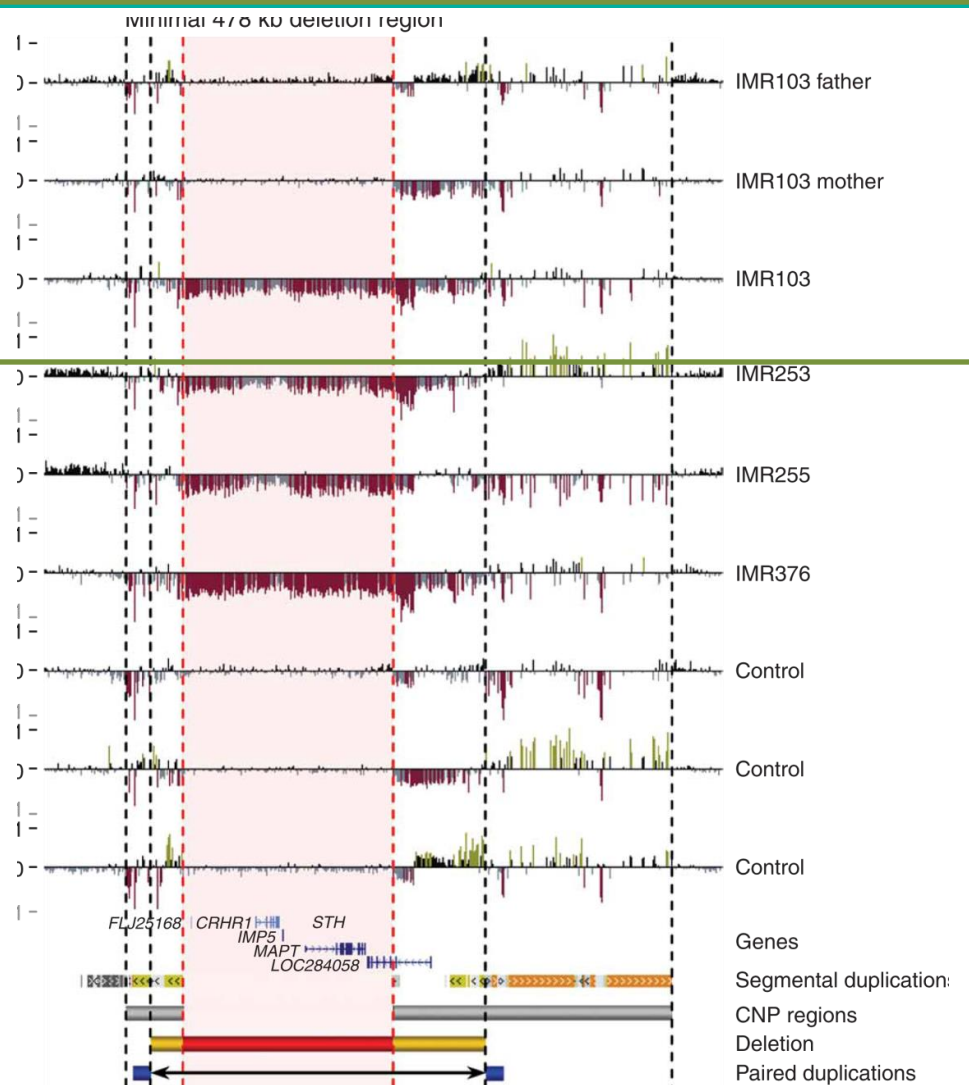 Minimal 478 kb deletion region
IMR103 father
IMR103 mother
IMR103
IMR253
IMR255
IMR376
Control
Control
Control
FLJ25168 CRHR1 STH
IMP5
MAPT
LOC284058
Genes
Segmental duplications
CNP regions
Deletion
Paired duplications